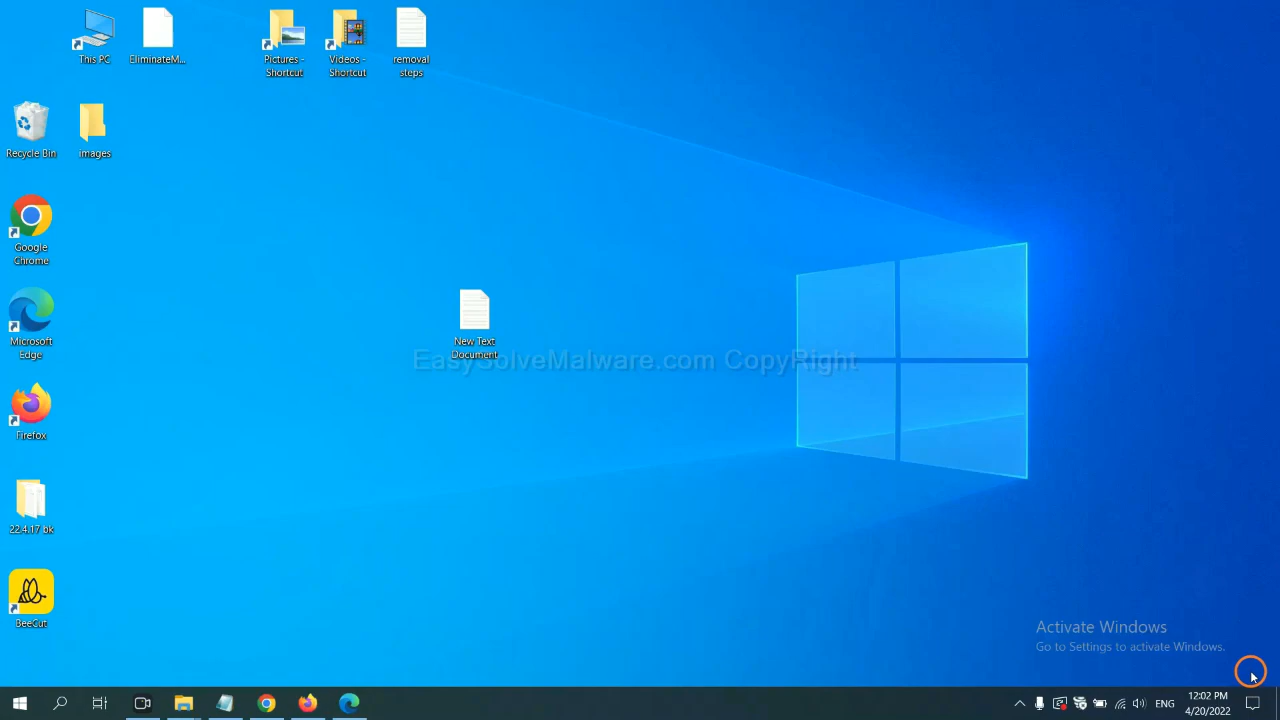 This PC
EliminateM...
Pictures -
Shortcut
Videos -
Shortcut
removal
steps
Recycle Bin
images
Google
Chrome
New Text
Document
Microsoft
Edge
EasySolveMalware.com CopyRight
Firefox
22.4.17 bk
BeeCut
Activate Windows
Go to Settings to activate Windows.
ENG
12:02 PM
4/20/2022